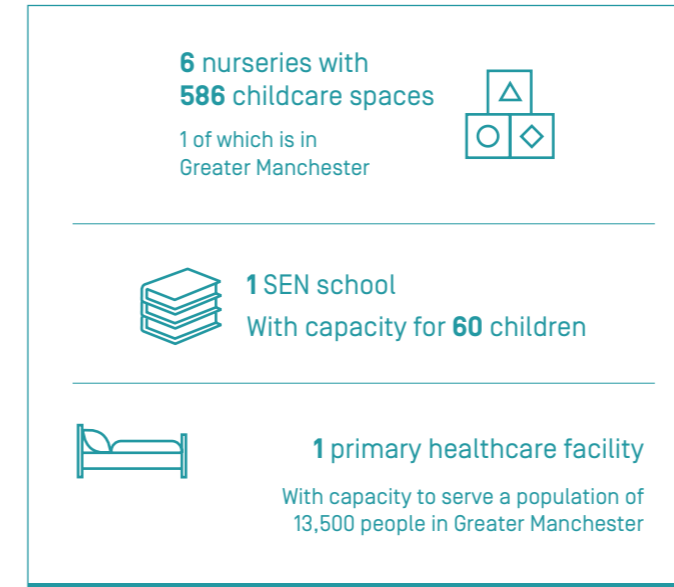 6 nurseries with
586 childcare spaces
1 of which is in
Greater Manchester
1 SEN school
With capacity for 60 children
1 primary healthcare facility
With capacity to serve a population of
13,500 people in Greater Manchester